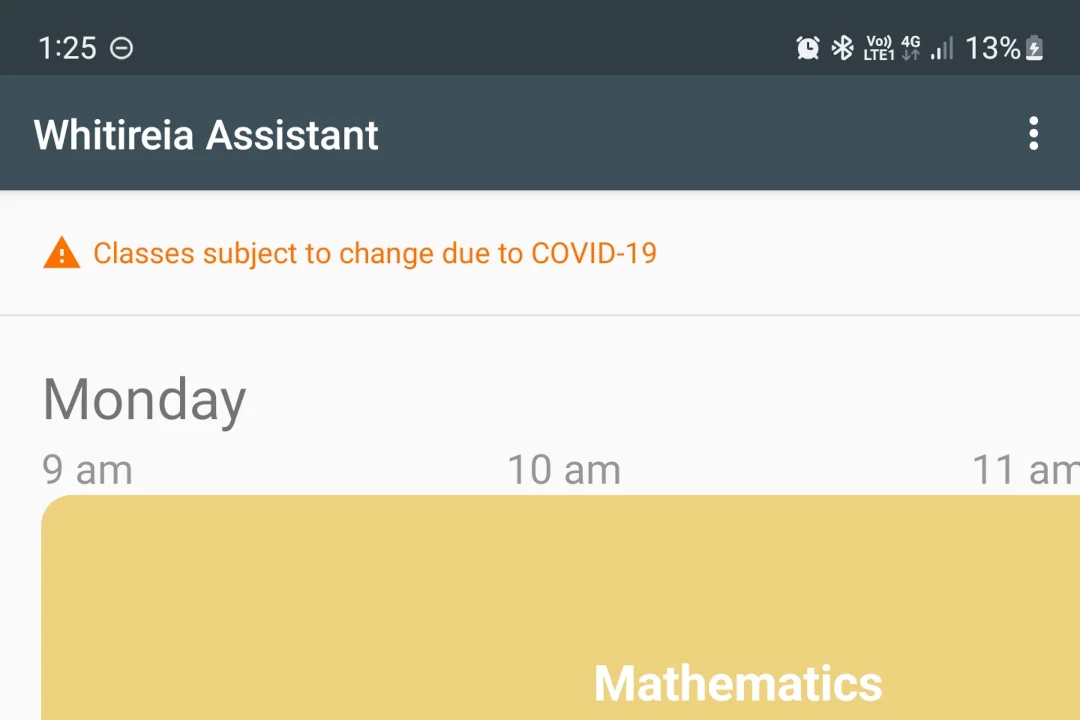 1:25
Vo)) 4G 13%
LTE1
Whitireia Assistant
Classes subject to change due to COVID-19
Monday
9 am 10 am 11 am
Mathematics